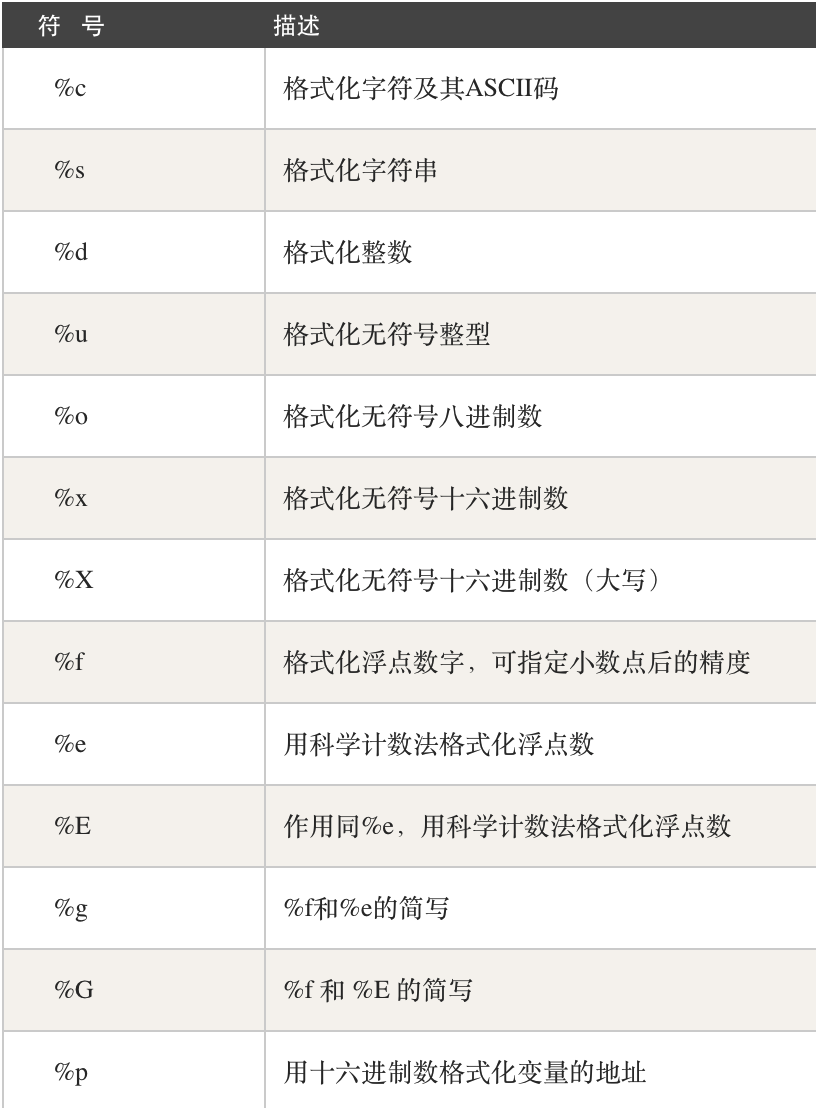 符 号 描述
%c 格式化字符及其ASCII码
%s 格式化字符串
%d 格式化整数
%u 格式化无符号整型
%o 格式化无符号八进制数
%x 格式化无符号十六进制数
%X 格式化无符号十六进制数（大写）
%f 格式化浮点数字，可指定小数点后的精度
%e 用科学计数法格式化浮点数
%E 作用同%e，用科学计数法格式化浮点数
%g %f和%e的简写
%G %f 和 %E 的简写
%p 用十六进制数格式化变量的地址